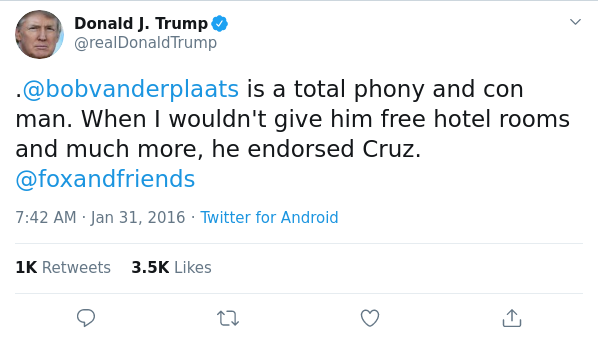 Donald J. Trump
@realDonaldTrump
.@bobvanderplaats is a total phony and con
man. When I wouldn't give him free hotel rooms
and much more, he endorsed Cruz.
@foxandfriends
7:42 AM · Jan 31, 2016 · Twitter for Android
1K Retweets 3.5K Likes